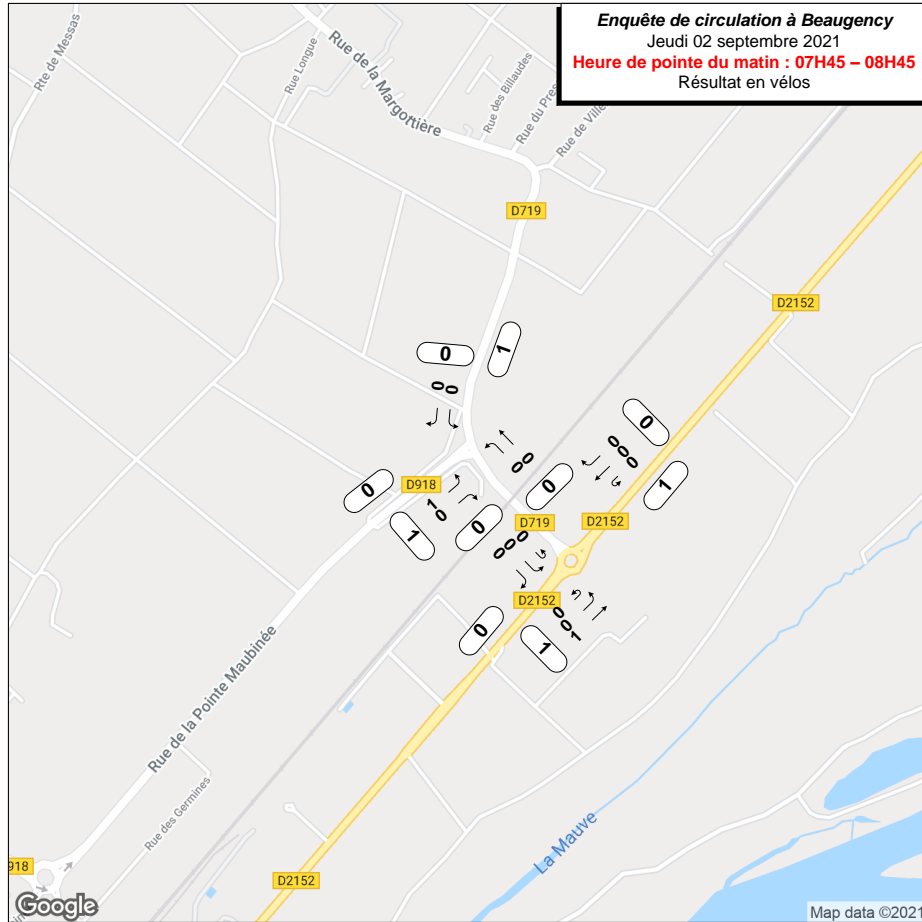 Enquête de circulation à Beaugency
Jeudi 02 septembre 2021
Heure de pointe du matin : 07H45 – 08H45
Résultat en vélos
Rte de Messas
Rue Longue
Rue de la Margottière
Rue des Billaudes
Rue du Pres
Rue de Ville
D719
D2152
0
1
0
0
0
0
0
0
0
0
0
D918
0
1
1
0
0
0
1
D719
D2152
0
0
0
D2152
0
0
0
1
1
Rue de la Pointe Maubinée
Rue des Germines
La Mauve
918
D2152
Google
Map data ©2021